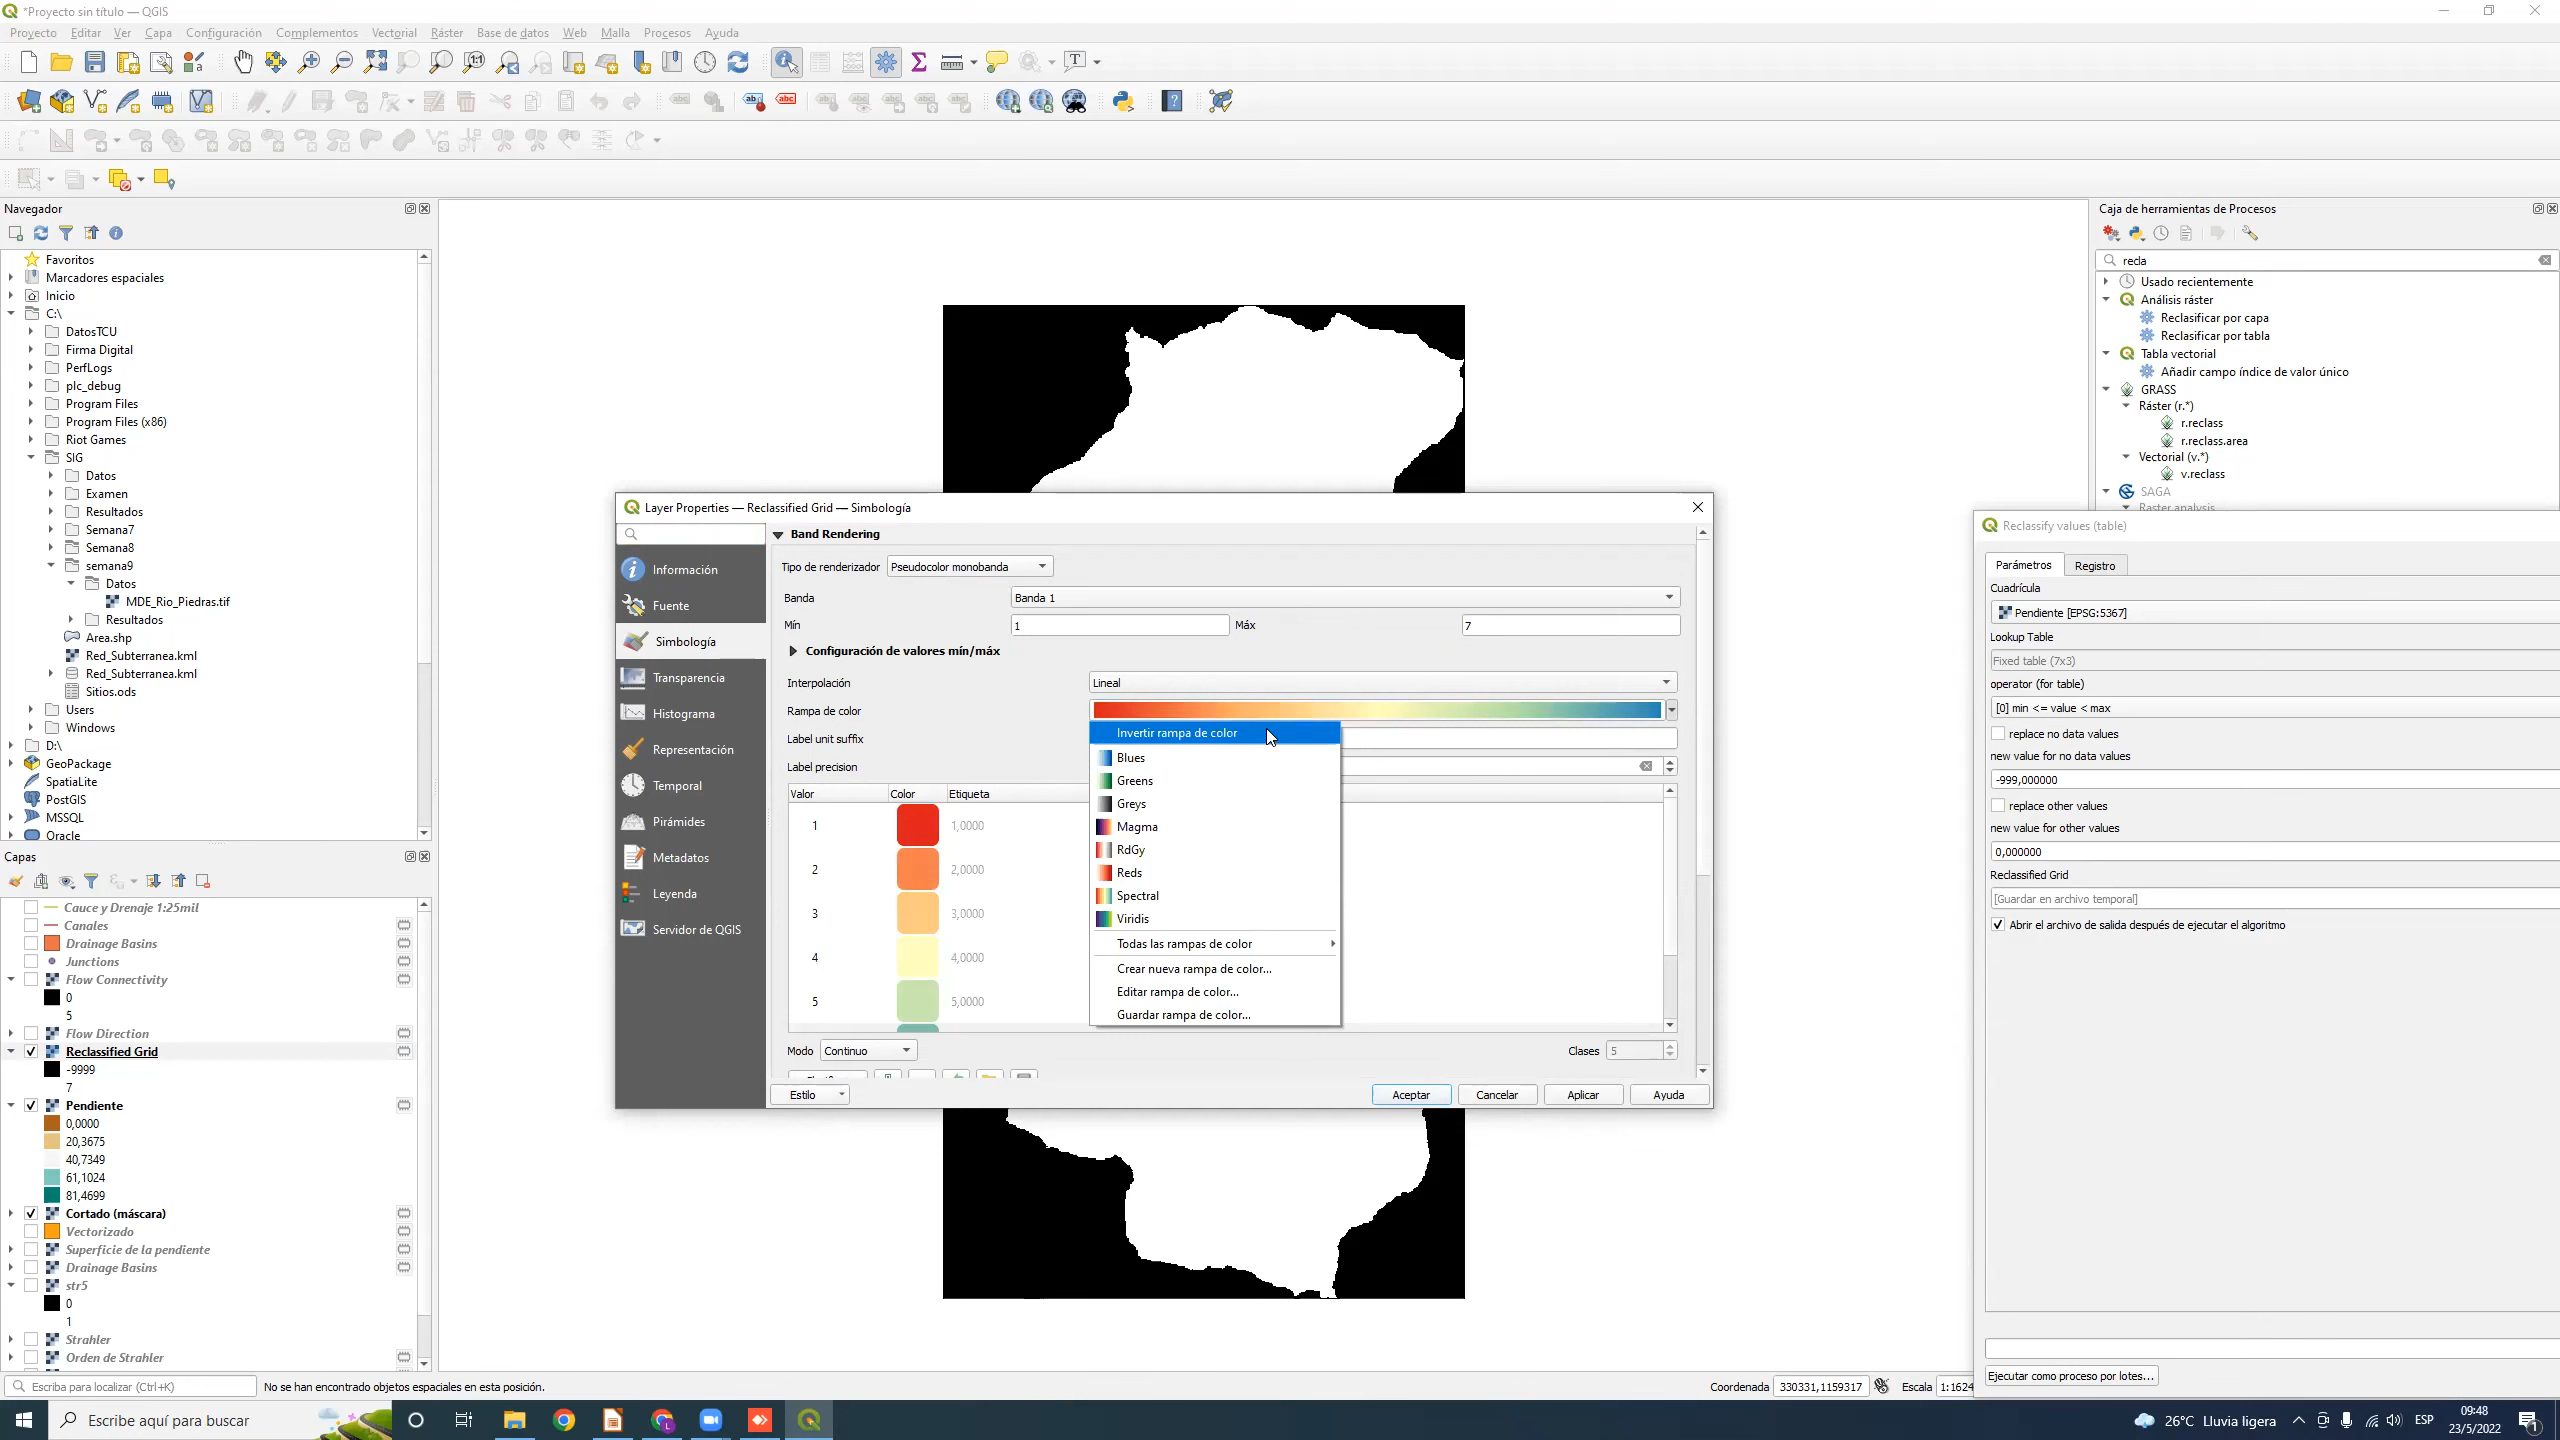 *Proyecto sin título — QGIS
Proyecto Editar Ver Capa Configuración Complementos Vectorial Ráster Base de datos Web Malla Procesos Ayuda
Navegador
Favoritos
Marcadores espaciales
Inicio
C:\
DatosTCU
Firma Digital
PerfLogs
plc_debug
Program Files
Program Files (x86)
Riot Games
SIG
Datos
Examen
Resultados
Semana7
Semana8
semana9
Datos
MDE_Rio_Piedras.tif
Resultados
Area.shp
Red_Subterranea.kml
Red_Subterranea.kml
Sitios.ods
Users
Windows
D:\
GeoPackage
SpatiaLite
PostGIS
MSSQL
Oracle
Capas
Cauce y Drenaje 1:25mil
Canales
Drainage Basins
Junctions
Flow Connectivity
0
5
Flow Direction
Reclassified Grid
-9999
7
Pendiente
0,0000
20,3675
40,7349
61,1024
81,4699
Cortado (máscara)
Vectorizado
Superficie de la pendiente
Drainage Basins
str5
0
1
Strahler
Orden de Strahler
Layer Properties — Reclassified Grid — Simbología
Información
Fuente
Simbología
Transparencia
Histograma
Representación
Temporal
Pirámides
Metadatos
Leyenda
Servidor de QGIS
Band Rendering
Tipo de renderizador Pseudocolor monobanda
Banda Banda 1
Mín 1 Máx 7
Configuración de valores mín/máx
Interpolación Lineal
Rampa de color
Label unit suffix
Label precision
Invertir rampa de color
Blues
Greens
Greys
Magma
RdGy
Reds
Spectral
Viridis
Todas las rampas de color
Crear nueva rampa de color...
Editar rampa de color...
Guardar rampa de color...
Valor Color Etiqueta
1 1,0000
2 2,0000
3 3,0000
4 4,0000
5 5,0000
Modo Continuo Clases 5
Estilo Aceptar Cancelar Aplicar Ayuda
Caja de herramientas de Procesos
recla
Usado recientemente
Análisis ráster
Reclasificar por capa
Reclasificar por tabla
Tabla vectorial
Añadir campo índice de valor único
GRASS
Ráster (r.*)
r.reclass
r.reclass.area
Vectorial (v.*)
v.reclass
SAGA
Raster analysis
Reclassify values (table)
Parámetros Registro
Cuadrícula
Pendiente [EPSG:5367]
Lookup Table
Fixed table (7x3)
operator (for table)
[0] min <= value < max
replace no data values
new value for no data values
-999,000000
replace other values
new value for other values
0,000000
Reclassified Grid
[Guardar en archivo temporal]
Abrir el archivo de salida después de ejecutar el algoritmo
Ejecutar como proceso por lotes...
Escriba para localizar (Ctrl+K) No se han encontrado objetos espaciales en esta posición. Coordenada 330331,1159317 Escala 1:1624
Escribe aquí para buscar
26°C Lluvia ligera ESP
09:48
23/5/2022
1